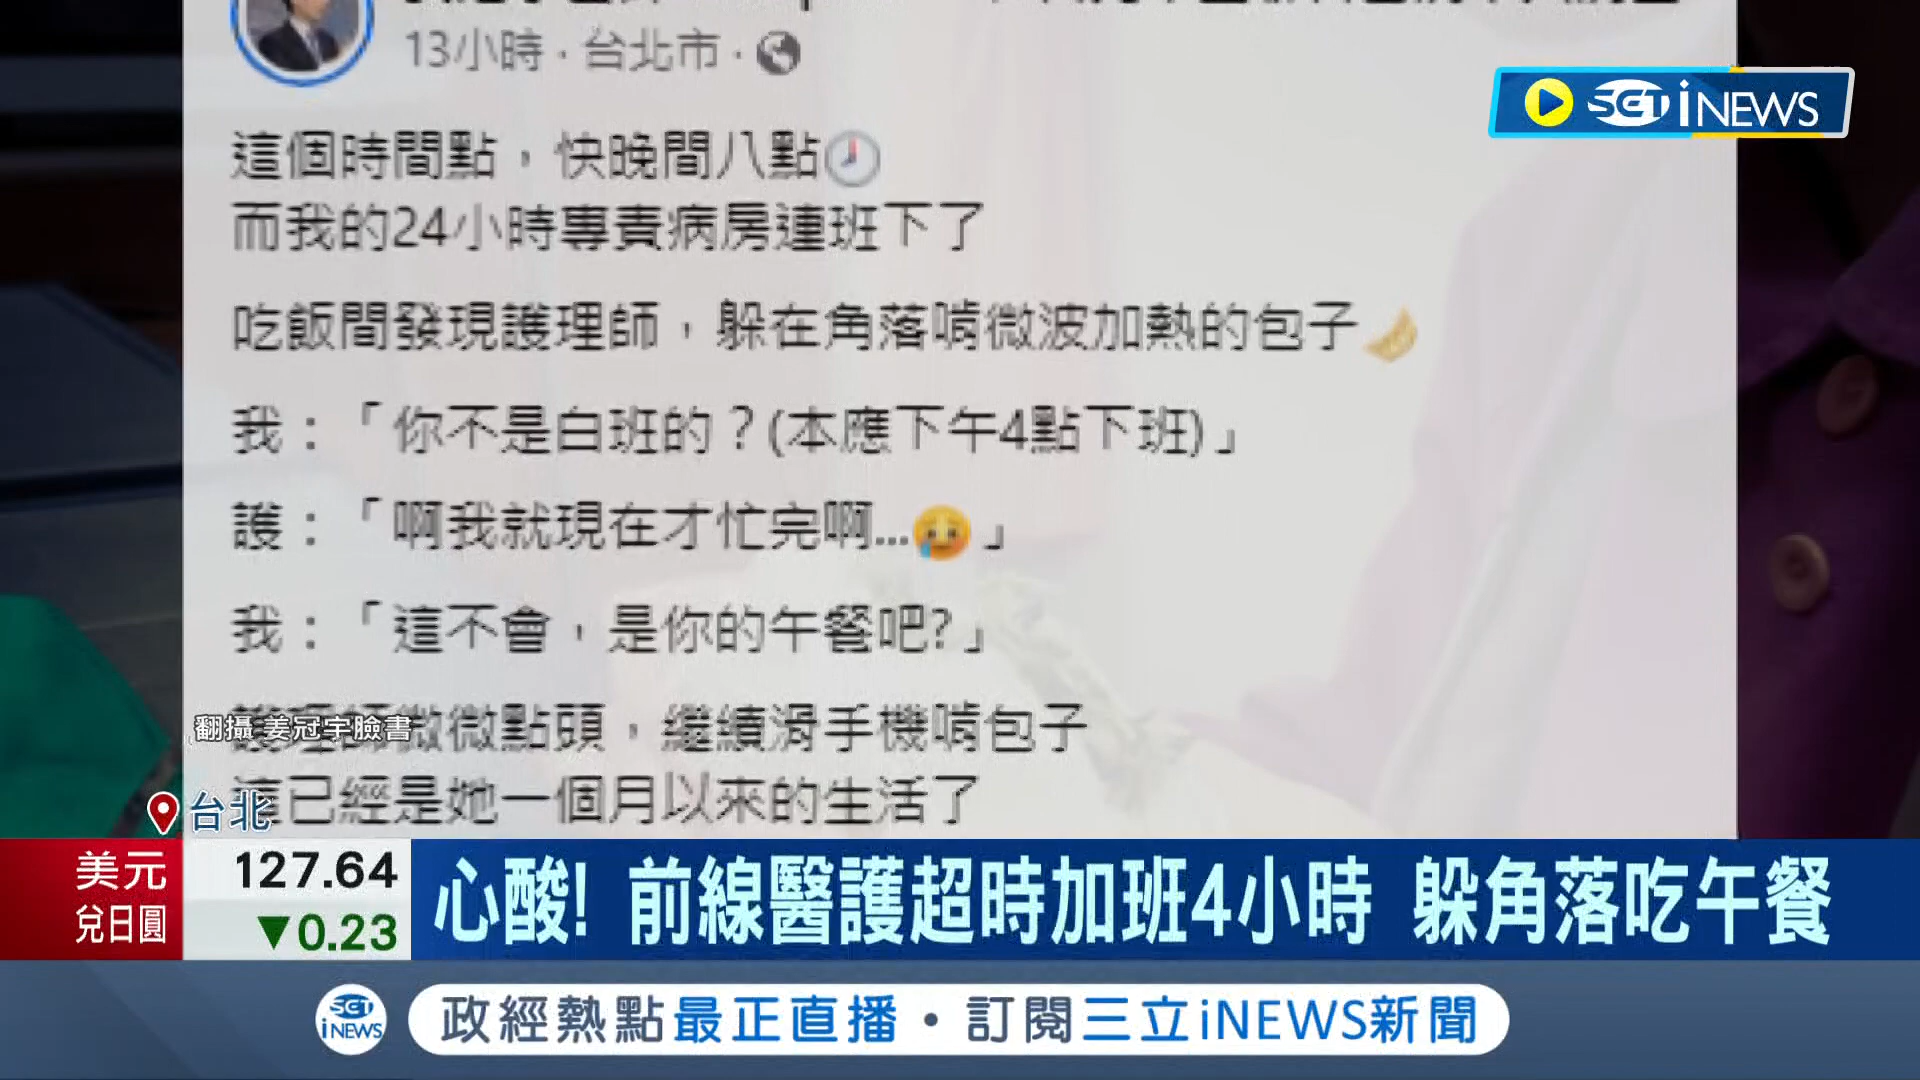 13小時·台北市·
SET iNEWS
這個時間點，快晚間八點
而我的24小時專責病房連班下了
吃飯間發現護理師，躲在角落啃微波加熱的包子
我：「你不是白班的？(本應下午4點下班)」
護：「啊我就現在才忙完啊...」
我：「這不會，是你的午餐吧?」
護理師微微點頭，繼續滑手機啃包子
翻攝 姜冠宇臉書
這已經是她一個月以來的生活了
台北
美元
兌日圓
127.64
▼0.23
心酸! 前線醫護超時加班4小時 躲角落吃午餐
SET iNEWS
政經熱點最正直播·訂閱三立iNEWS新聞